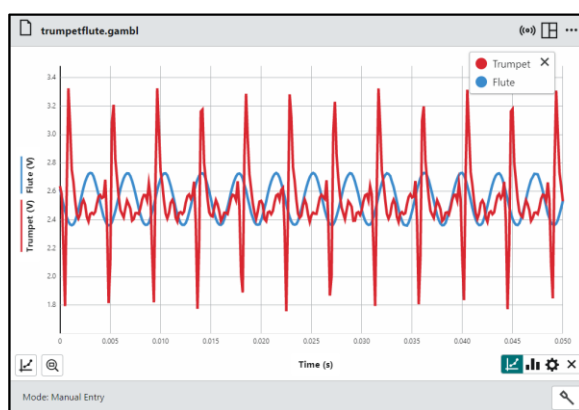 trumpetflute.gambl
Trumpet
Flute
Flute (V)
Trumpet (V)
3.4
3.2
3.0
2.8
2.6
2.4
2.2
2.0
1.8
0
0.005
0.010
0.015
0.020
0.025
0.030
0.035
0.040
0.045
0.050
Time (s)
Mode: Manual Entry